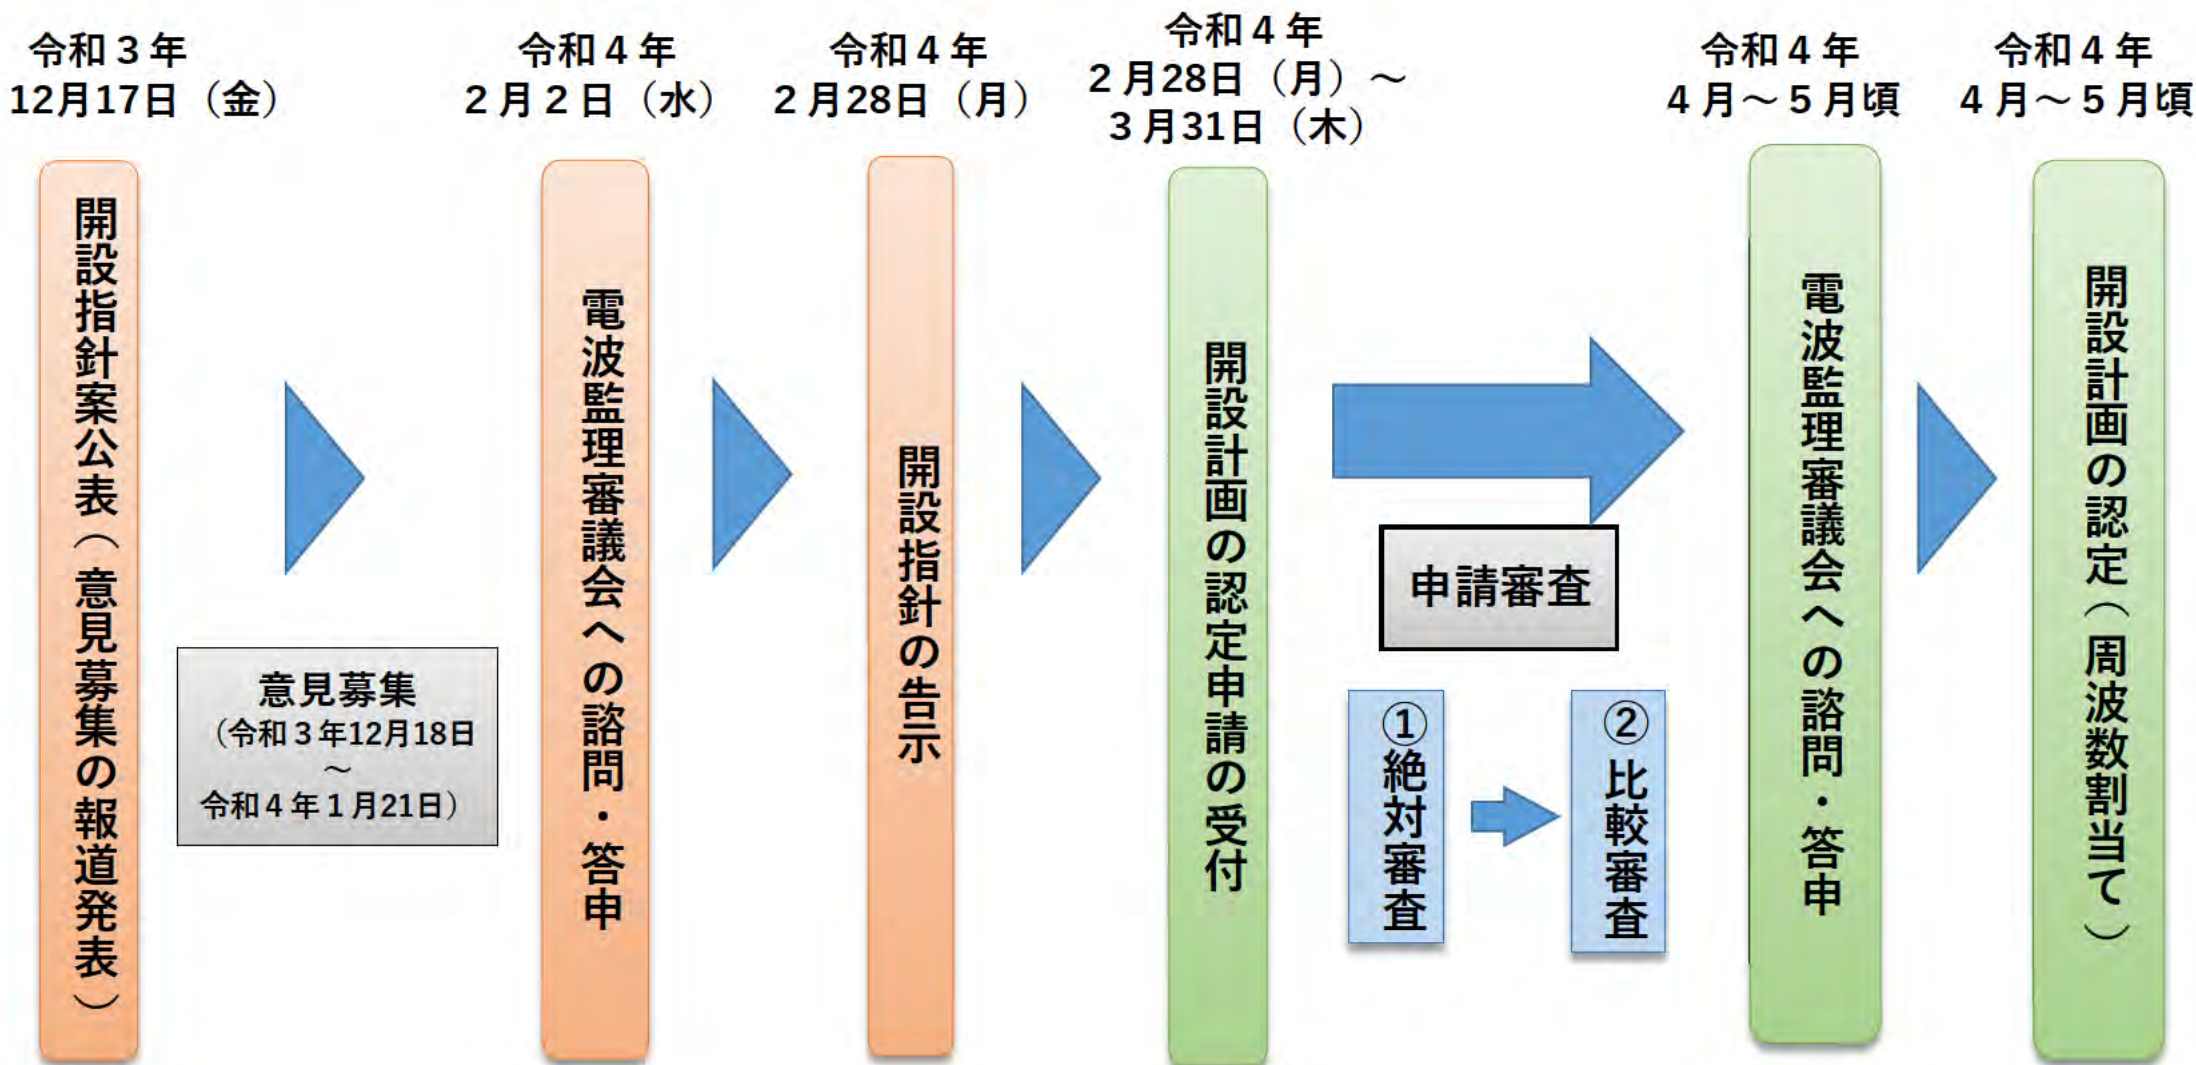 令和３年
12月17日（金）
開設指針案公表（意見募集の報道発表）
意見募集
（令和３年12月18日
～
令和４年１月21日）
令和４年
２月２日（水）
電波監理審議会への諮問・答申
令和４年
２月28日（月）
開設指針の告示
令和４年
２月28日（月）～
３月31日（木）
開設計画の認定申請の受付
申請審査
①絶対審査
②比較審査
令和４年
４月～５月頃
電波監理審議会への諮問・答申
令和４年
４月～５月頃
開設計画の認定（周波数割当て）